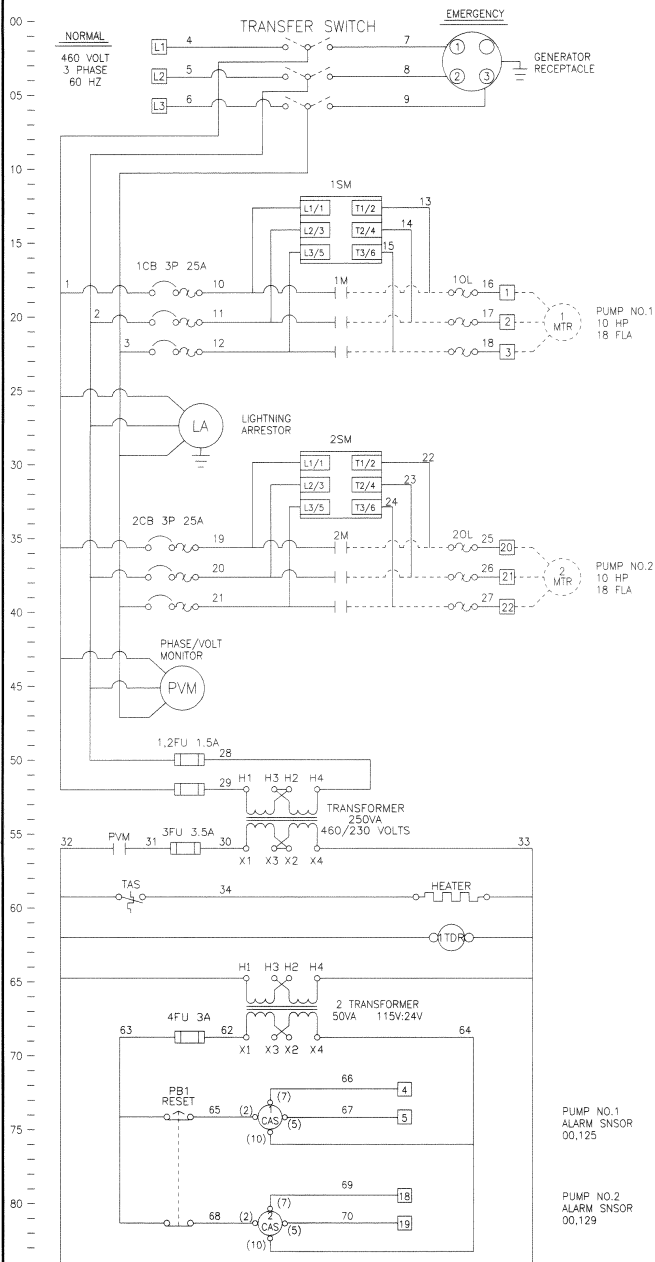 EMERGENCY
00 –
TRANSFER SWITCH
NORMAL
L1 4 7 1
460 VOLT
3 PHASE
60 HZ
GENERATOR
RECEPTACLE
L2 5 8 2 3
05 –
L3 6 9
10 –
1SM
L1/1 T1/2 13
L2/3 T2/4 14
15 –
L3/5 T3/6 15
1CB 3P 25A
1 10 1M 1OL 16 1
20 –
2 11 17 2
1
MTR
PUMP NO.1
10 HP
18 FLA
3 12 18 3
25 –
LA
LIGHTNING
ARRESTOR
2SM
30 –
L1/1 T1/2 22
L2/3 T2/4 23
L3/5 T3/6 24
2CB 3P 25A
35 –
19 2M 2OL 25 20
20 26 21
2
MTR
PUMP NO.2
10 HP
18 FLA
40 –
21 27 22
PHASE/VOLT
MONITOR
45 –
PVM
1,2FU 1.5A
50 –
28
29 H1 H3 H2 H4
TRANSFORMER
250VA
460/230 VOLTS
55 –
32 PVM 31 3FU 3.5A 30 33
X1 X3 X2 X4
TAS 34 HEATER
60 –
1TDR
65 –
H1 H3 H2 H4
2 TRANSFORMER
50VA 115V:24V
63 4FU 3A 62 64
70 –
X1 X3 X2 X4
66 4
PB1
RESET
(7)
65 (2) 1
CAS (5) 67 5
75 –
(10)
PUMP NO.1
ALARM SNSOR
00,125
69 18
80 –
(7)
68 (2) 2
CAS (5) 70 19
(10)
PUMP NO.2
ALARM SNSOR
00,129